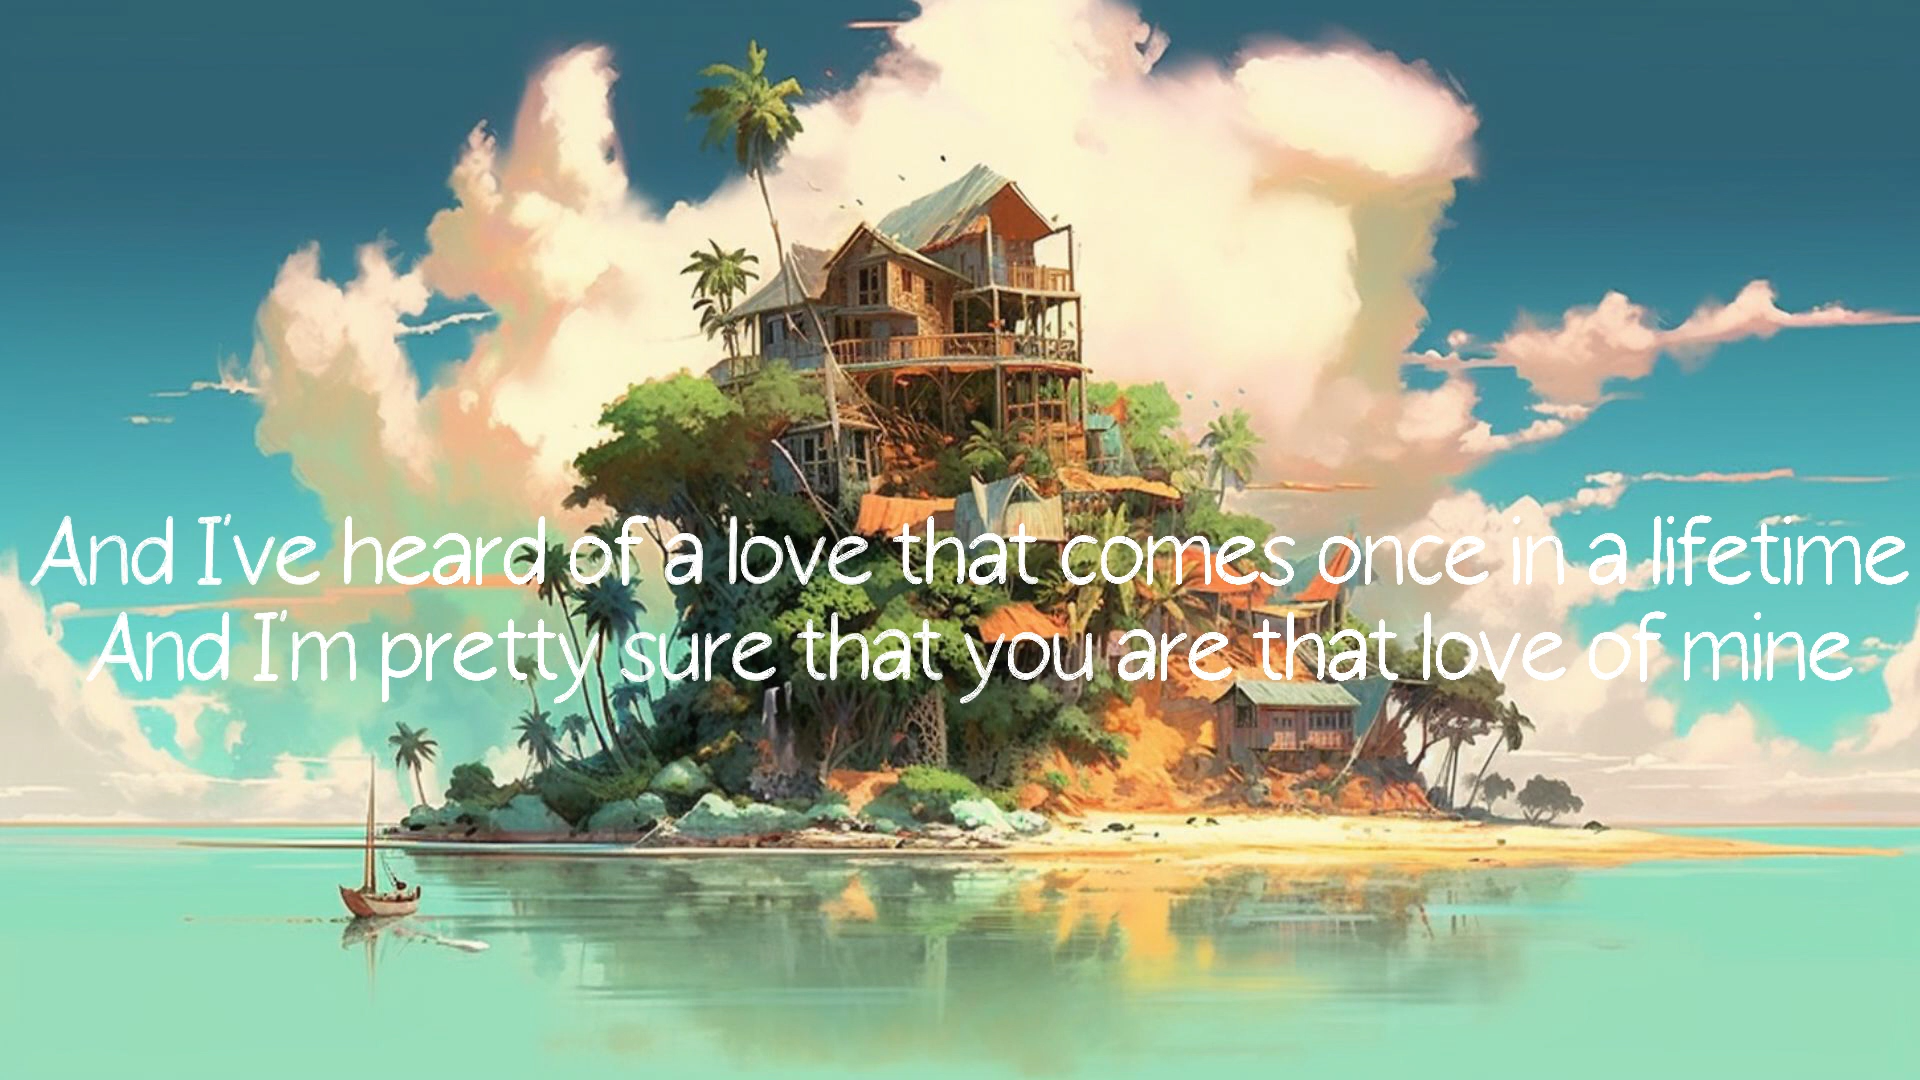 And I've heard of a love that comes once in a lifetime
And I'm pretty sure that you are that love of mine